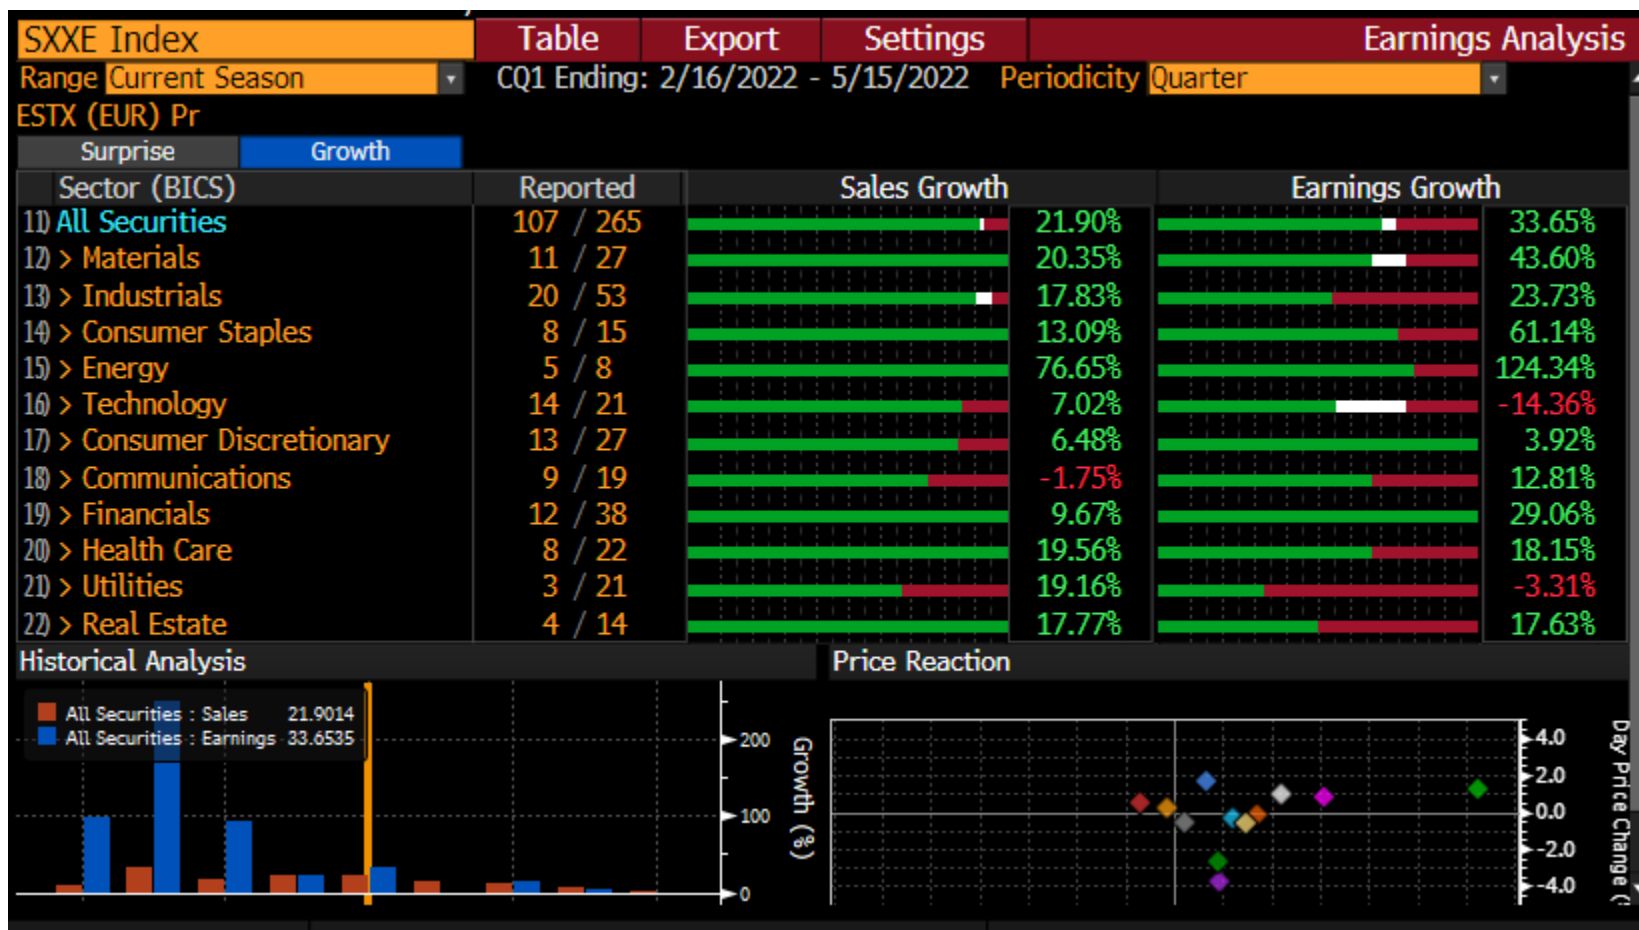 SXXE Index Table Export Settings Earnings Analysis
Range Current Season CQ1 Ending: 2/16/2022 - 5/15/2022 Periodicity Quarter
ESTX (EUR) Pr
Surprise Growth
Sector (BICS) Reported Sales Growth Earnings Growth
11) All Securities 107 / 265 21.90% 33.65%
12) > Materials 11 / 27 20.35% 43.60%
13) > Industrials 20 / 53 17.83% 23.73%
14) > Consumer Staples 8 / 15 13.09% 61.14%
15) > Energy 5 / 8 76.65% 124.34%
16) > Technology 14 / 21 7.02% -14.36%
17) > Consumer Discretionary 13 / 27 6.48% 3.92%
18) > Communications 9 / 19 -1.75% 12.81%
19) > Financials 12 / 38 9.67% 29.06%
20) > Health Care 8 / 22 19.56% 18.15%
21) > Utilities 3 / 21 19.16% -3.31%
22) > Real Estate 4 / 14 17.77% 17.63%
Historical Analysis Price Reaction
All Securities : Sales 21.9014
All Securities : Earnings 33.6535
200
100
0
Growth (%)
4.0
2.0
0.0
-2.0
-4.0
Day Price Change